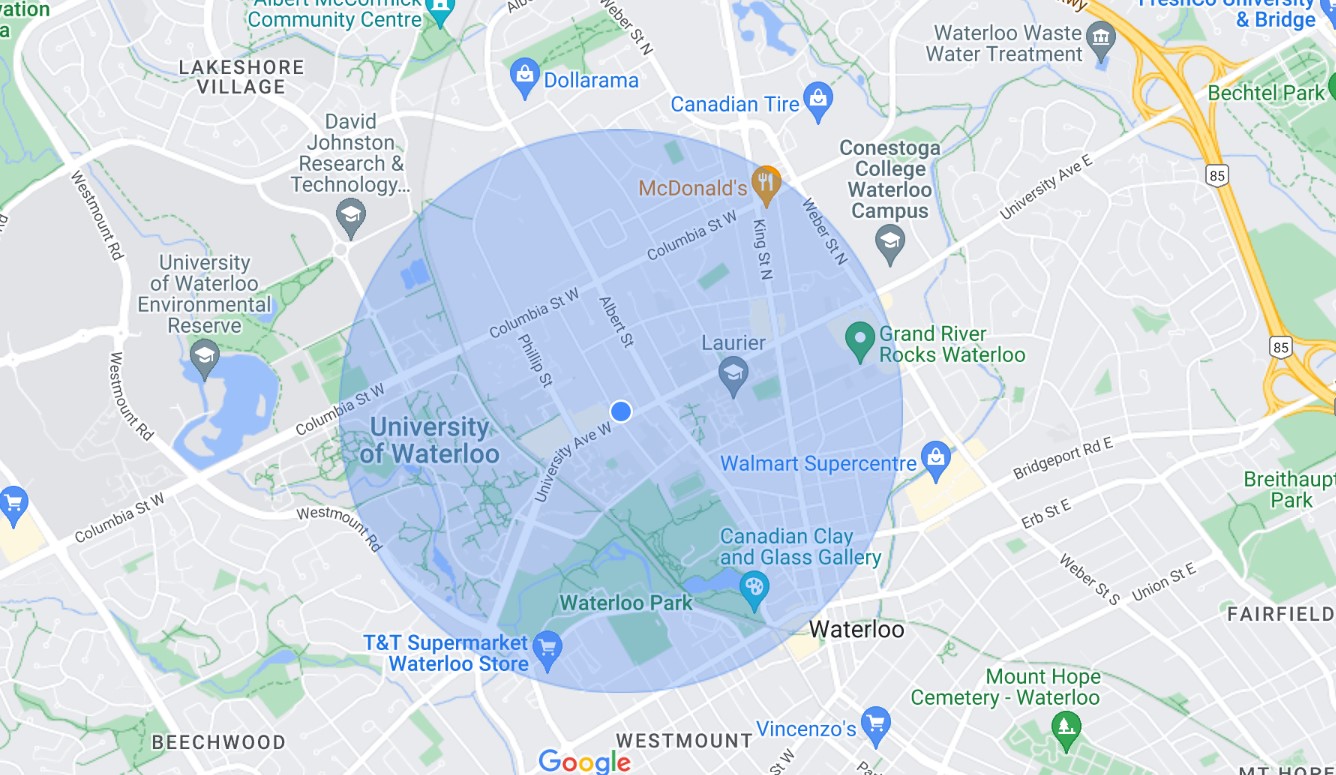 vation
a
Albert McCormick
Community Centre
Alb
Weber St N
Kwy
FreshCo University
& Bridge
Waterloo Waste
Water Treatment
LAKESHORE
VILLAGE
Dollarama
Canadian Tire
Bechtel Park
David
Johnston
Research &
Technology...
Conestoga
College
Waterloo
Campus
University Ave E
85
Westmount Rd
McDonald's
Columbia St W
King St N
Weber St N
University
of Waterloo
Environmental
Reserve
Rd
Columbia St W
Albert St
Phillip St
Laurier
Grand River
Rocks Waterloo
85
Westmount Rd
Columbia St W
University
of Waterloo
University Ave W
Walmart Supercentre
Bridgeport Rd E
Breithaupt
Park
Columbia St W
Westmount Rd
Erb St E
Canadian Clay
and Glass Gallery
Weber St S
Union St E
Waterloo Park
FAIRFIELD
Waterloo
T&T Supermarket
Waterloo Store
Mount Hope
Cemetery - Waterloo
BEECHWOOD
WESTMOUNT
Vincenzo's
St W
Par
Google
MT HOPE